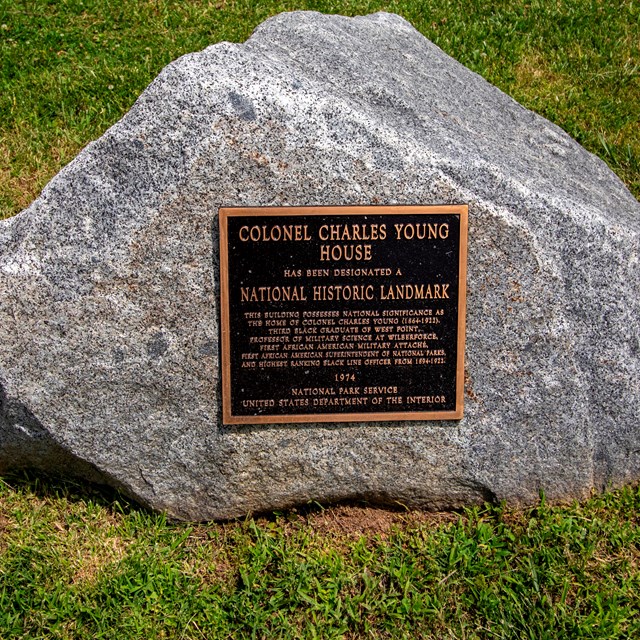 COLONEL CHARLES YOUNG
HOUSE
HAS BEEN DESIGNATED A
NATIONAL HISTORIC LANDMARK
THIS BUILDING POSSESSES NATIONAL SIGNIFICANCE AS
THE HOME OF COLONEL CHARLES YOUNG (1864-1922),
THIRD BLACK GRADUATE OF WEST POINT,
PROFESSOR OF MILITARY SCIENCE AT WILBERFORCE,
FIRST AFRICAN AMERICAN MILITARY ATTACHÉ,
FIRST AFRICAN AMERICAN SUPERINTENDENT OF NATIONAL PARKS,
AND HIGHEST RANKING BLACK LINE OFFICER FROM 1894-1922.
1974
NATIONAL PARK SERVICE
UNITED STATES DEPARTMENT OF THE INTERIOR